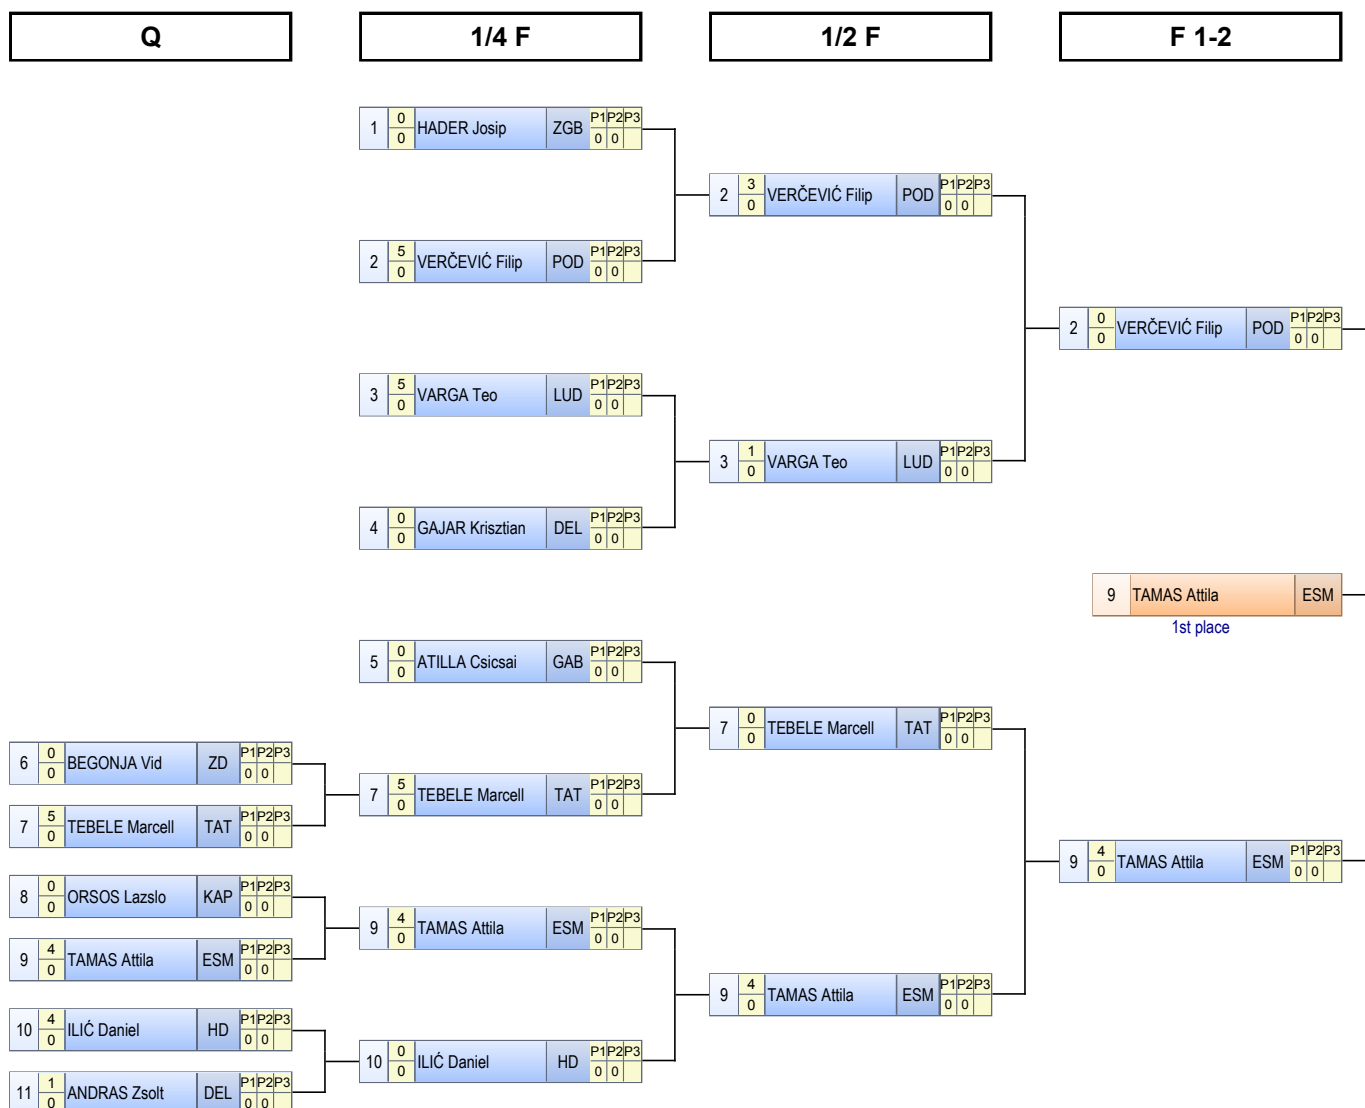 Q 1/4 F 1/2 F F 1-2
1 0 0 HADER Josip ZGB P1 P2 P3 0 0
2 3 0 VERČEVIĆ Filip POD P1 P2 P3 0 0
2 5 0 VERČEVIĆ Filip POD P1 P2 P3 0 0
2 0 0 VERČEVIĆ Filip POD P1 P2 P3 0 0
3 5 0 VARGA Teo LUD P1 P2 P3 0 0
3 1 0 VARGA Teo LUD P1 P2 P3 0 0
4 0 0 GAJAR Krisztian DEL P1 P2 P3 0 0
9 TAMAS Attila ESM
1st place
5 0 0 ATILLA Csicsai GAB P1 P2 P3 0 0
7 0 0 TEBELE Marcell TAT P1 P2 P3 0 0
6 0 0 BEGONJA Vid ZD P1 P2 P3 0 0
7 5 0 TEBELE Marcell TAT P1 P2 P3 0 0
7 5 0 TEBELE Marcell TAT P1 P2 P3 0 0
9 4 0 TAMAS Attila ESM P1 P2 P3 0 0
8 0 0 ORSOS Lazslo KAP P1 P2 P3 0 0
9 4 0 TAMAS Attila ESM P1 P2 P3 0 0
9 4 0 TAMAS Attila ESM P1 P2 P3 0 0
9 4 0 TAMAS Attila ESM P1 P2 P3 0 0
10 4 0 ILIĆ Daniel HD P1 P2 P3 0 0
10 0 0 ILIĆ Daniel HD P1 P2 P3 0 0
11 1 0 ANDRAS Zsolt DEL P1 P2 P3 0 0